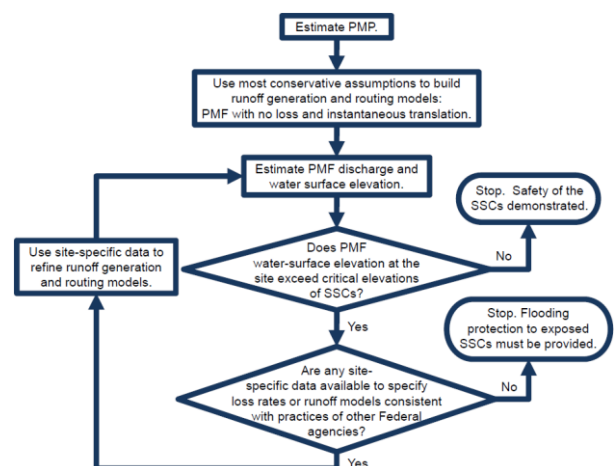 Estimate PMP.
Use most conservative assumptions to build
runoff generation and routing models:
PMF with no loss and instantaneous translation.
Estimate PMF discharge and
water surface elevation.
Stop. Safety of the
SSCs demonstrated.
Use site-specific data to
refine runoff generation
and routing models.
Does PMF
water-surface elevation at the
site exceed critical elevations
of SSCs?
No
Yes
Stop. Flooding
protection to exposed
SSCs must be provided.
Are any site-
specific data available to specify
loss rates or runoff models consistent
with practices of other Federal
agencies?
No
Yes